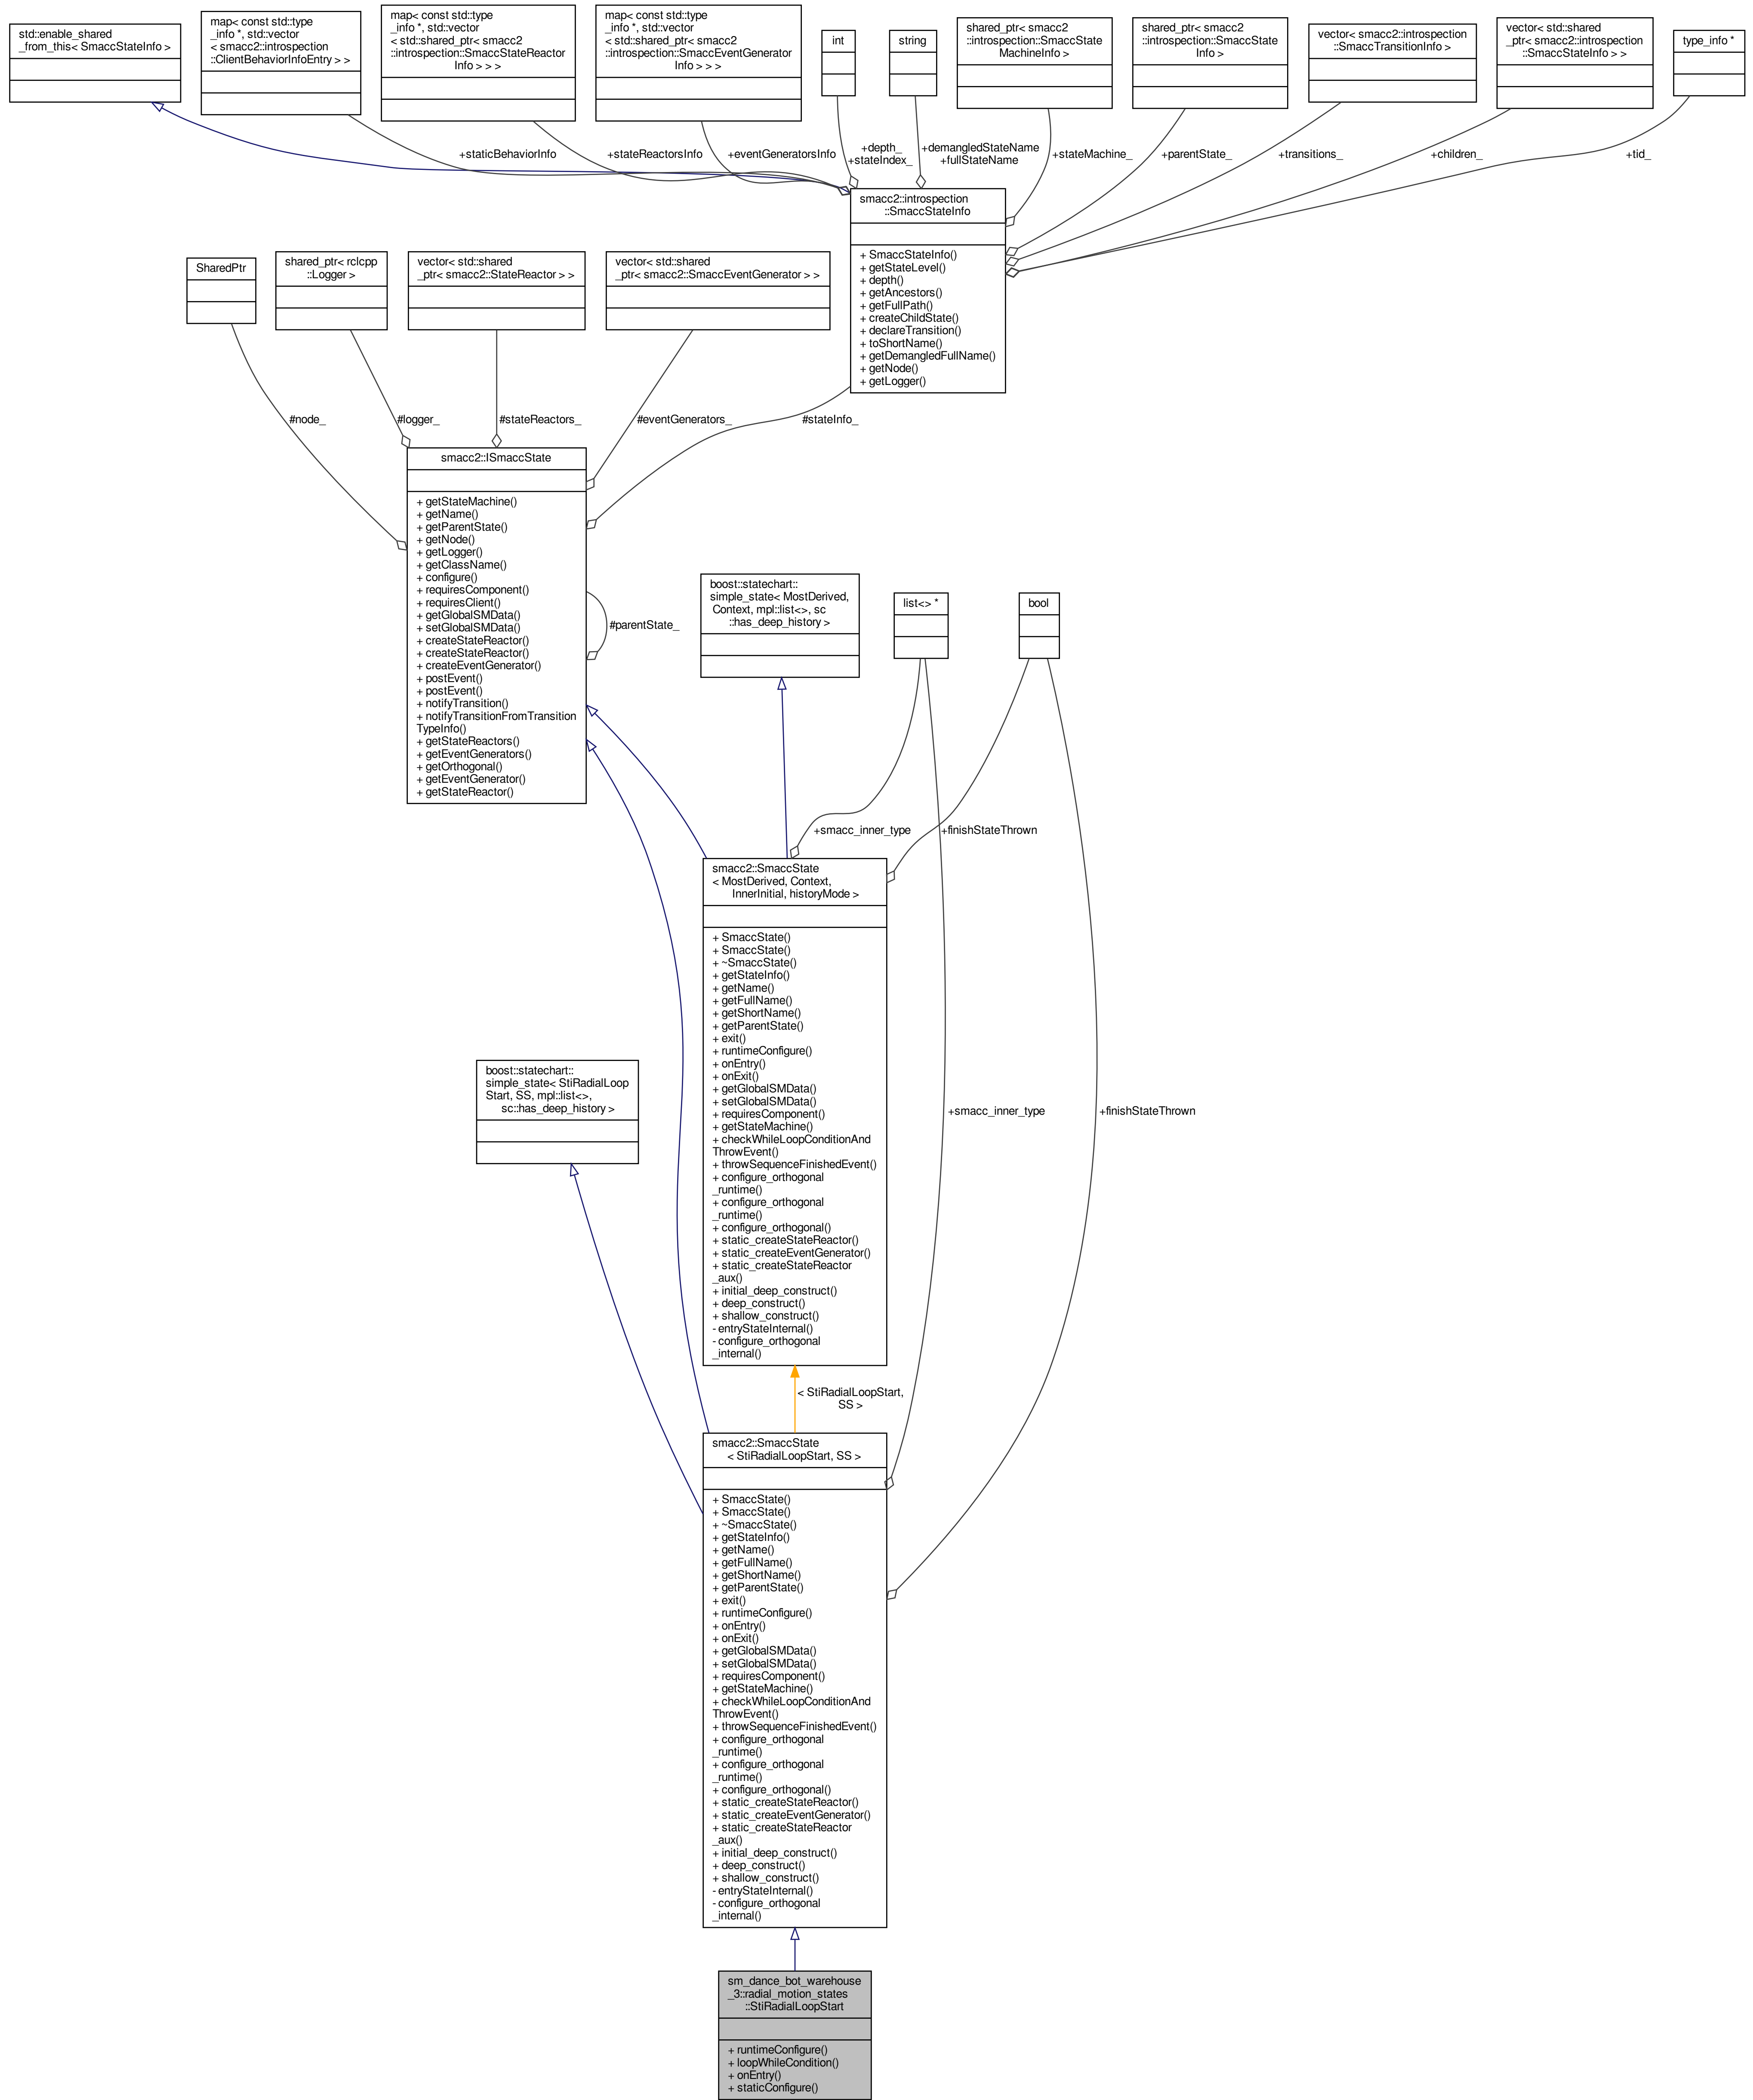 std::enable_shared
_from_this< SmaccStateInfo >
map< const std::type
_info *, std::vector
< smacc2::introspection
::ClientBehaviorInfoEntry > >
map< const std::type
_info *, std::vector
< std::shared_ptr< smacc2
::introspection::SmaccStateReactor
Info > > >
map< const std::type
_info *, std::vector
< std::shared_ptr< smacc2
::introspection::SmaccEventGenerator
Info > > >
int
string
shared_ptr< smacc2
::introspection::SmaccState
MachineInfo >
shared_ptr< smacc2
::introspection::SmaccState
Info >
vector< smacc2::introspection
::SmaccTransitionInfo >
vector< std::shared
_ptr< smacc2::introspection
::SmaccStateInfo > >
type_info *
+staticBehaviorInfo
+stateReactorsInfo
+eventGeneratorsInfo
+depth_
+stateIndex_
+demangledStateName
+fullStateName
+stateMachine_
+parentState_
+transitions_
+children_
+tid_
smacc2::introspection
::SmaccStateInfo
+ SmaccStateInfo()
+ getStateLevel()
+ depth()
+ getAncestors()
+ getFullPath()
+ createChildState()
+ declareTransition()
+ toShortName()
+ getDemangledFullName()
+ getNode()
+ getLogger()
SharedPtr
shared_ptr< rclcpp
::Logger >
vector< std::shared
_ptr< smacc2::StateReactor > >
vector< std::shared
_ptr< smacc2::SmaccEventGenerator > >
#node_
#logger_
#stateReactors_
#eventGenerators_
#stateInfo_
smacc2::ISmaccState
+ getStateMachine()
+ getName()
+ getParentState()
+ getNode()
+ getLogger()
+ getClassName()
+ configure()
+ requiresComponent()
+ requiresClient()
+ getGlobalSMData()
+ setGlobalSMData()
+ createStateReactor()
+ createStateReactor()
+ createEventGenerator()
+ postEvent()
+ postEvent()
+ notifyTransition()
+ notifyTransitionFromTransition
TypeInfo()
+ getStateReactors()
+ getEventGenerators()
+ getOrthogonal()
+ getEventGenerator()
+ getStateReactor()
#parentState_
boost::statechart::
simple_state< MostDerived,
Context, mpl::list<>, sc
::has_deep_history >
list<> *
bool
+smacc_inner_type
+finishStateThrown
smacc2::SmaccState
< MostDerived, Context,
InnerInitial, historyMode >
+ SmaccState()
+ SmaccState()
+ ~SmaccState()
+ getStateInfo()
+ getName()
+ getFullName()
+ getShortName()
+ getParentState()
+ exit()
+ runtimeConfigure()
+ onEntry()
+ onExit()
+ getGlobalSMData()
+ setGlobalSMData()
+ requiresComponent()
+ getStateMachine()
+ checkWhileLoopConditionAnd
ThrowEvent()
+ throwSequenceFinishedEvent()
+ configure_orthogonal
_runtime()
+ configure_orthogonal
_runtime()
+ configure_orthogonal()
+ static_createStateReactor()
+ static_createEventGenerator()
+ static_createStateReactor
_aux()
+ initial_deep_construct()
+ deep_construct()
+ shallow_construct()
- entryStateInternal()
- configure_orthogonal
_internal()
boost::statechart::
simple_state< StiRadialLoop
Start, SS, mpl::list<>,
sc::has_deep_history >
+smacc_inner_type
+finishStateThrown
< StiRadialLoopStart,
SS >
smacc2::SmaccState
< StiRadialLoopStart, SS >
+ SmaccState()
+ SmaccState()
+ ~SmaccState()
+ getStateInfo()
+ getName()
+ getFullName()
+ getShortName()
+ getParentState()
+ exit()
+ runtimeConfigure()
+ onEntry()
+ onExit()
+ getGlobalSMData()
+ setGlobalSMData()
+ requiresComponent()
+ getStateMachine()
+ checkWhileLoopConditionAnd
ThrowEvent()
+ throwSequenceFinishedEvent()
+ configure_orthogonal
_runtime()
+ configure_orthogonal
_runtime()
+ configure_orthogonal()
+ static_createStateReactor()
+ static_createEventGenerator()
+ static_createStateReactor
_aux()
+ initial_deep_construct()
+ deep_construct()
+ shallow_construct()
- entryStateInternal()
- configure_orthogonal
_internal()
sm_dance_bot_warehouse
_3::radial_motion_states
::StiRadialLoopStart
+ runtimeConfigure()
+ loopWhileCondition()
+ onEntry()
+ staticConfigure()